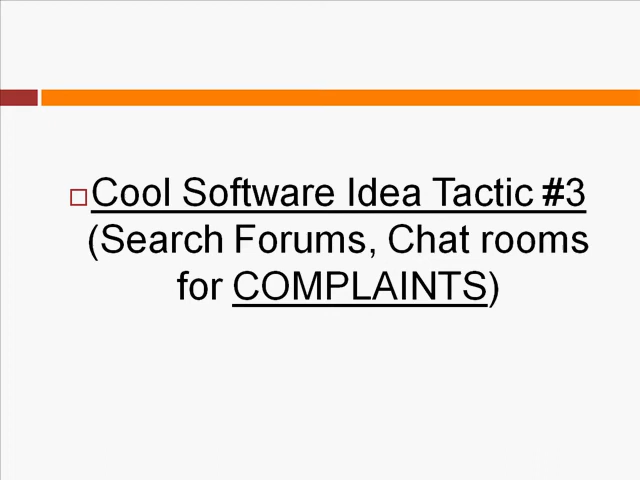 Cool Software Idea Tactic #3
(Search Forums, Chat rooms
for COMPLAINTS)